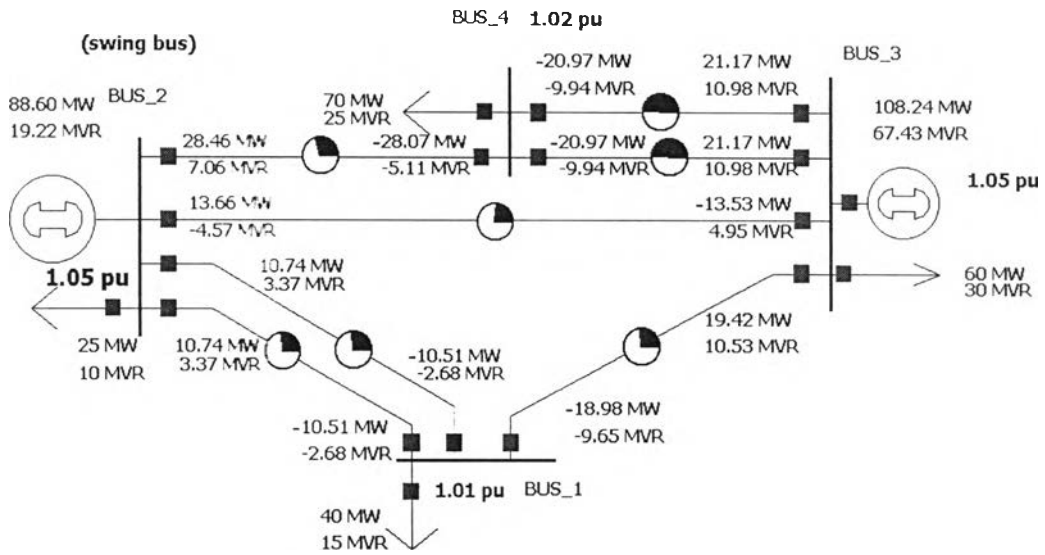 BUS_4 1.02 pu
(swing bus)
BUS_3
BUS_2
-20.97 MW
-9.94 MVR
21.17 MW
10.98 MVR
88.60 MW
19.22 MVR
70 MW
25 MVR
108.24 MW
67.43 MVR
28.46 MW
7.06 MVR
-28.07 MW
-5.11 MVR
-20.97 MW
-9.94 MVR
21.17 MW
10.98 MVR
1.05 pu
13.66 MW
-4.57 MVR
-13.53 MW
4.95 MVR
1.05 pu
10.74 MW
3.37 MVR
60 MW
30 MVR
25 MW
10 MVR
10.74 MW
3.37 MVR
19.42 MW
10.53 MVR
-10.51 MW
-2.68 MVR
-18.98 MW
-9.65 MVR
-10.51 MW
-2.68 MVR
1.01 pu BUS_1
40 MW
15 MVR